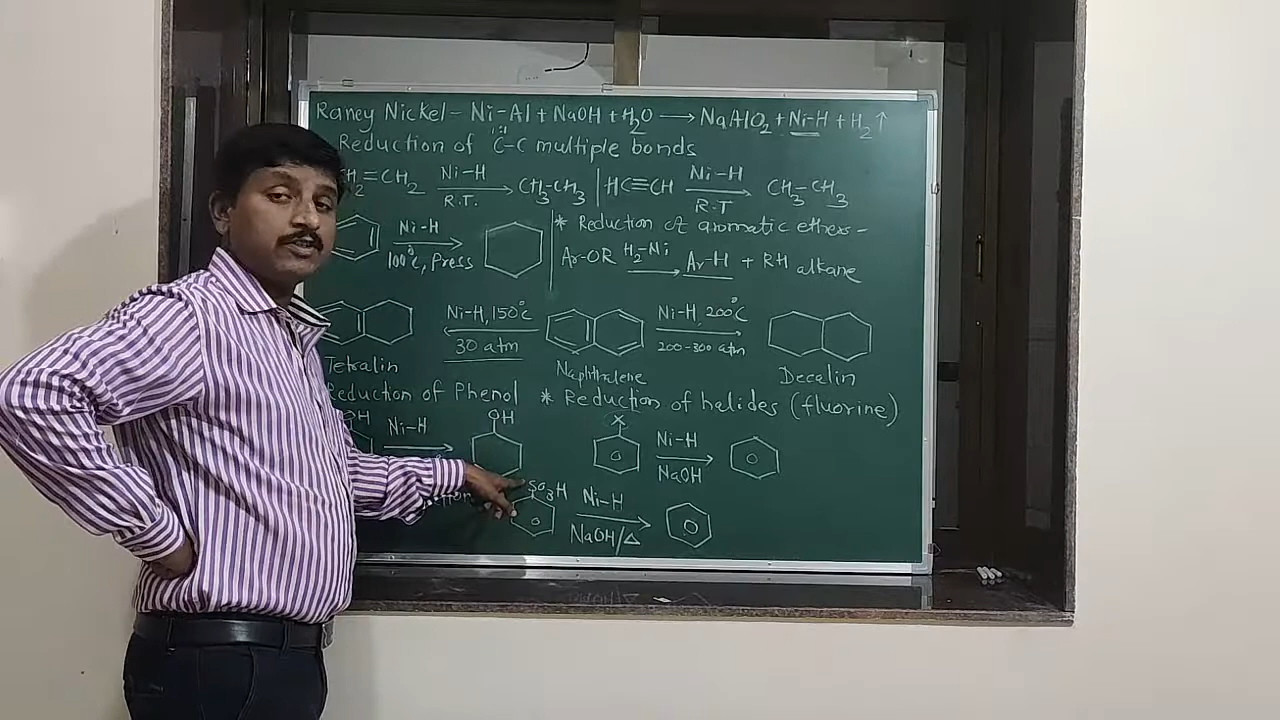 Raney Nickel - Ni-Al + NaOH + H2O ⟶ NaAlO2 + Ni-H + H2↑
Reduction of C-C multiple bonds
H2=CH2 Ni-H R.T. ⟶ CH3-CH3 | HC≡CH Ni-H R.T ⟶ CH3-CH3
Ni-H 100°c, Press ⟶
* Reduction of aromatic ethers -
Ar-OR H2-Ni ⟶ Ar-H + RH alkane
Ni-H, 150°c 30 atm
Ni-H, 200°c 200-300 atm
Tetralin Naphthalene Decalin
eduction of Phenol * Reduction of halides (fluorine)
OH Ni-H ⟶ OH
X Ni-H NaOH ⟶
SO3H Ni-H NaOH/△ ⟶